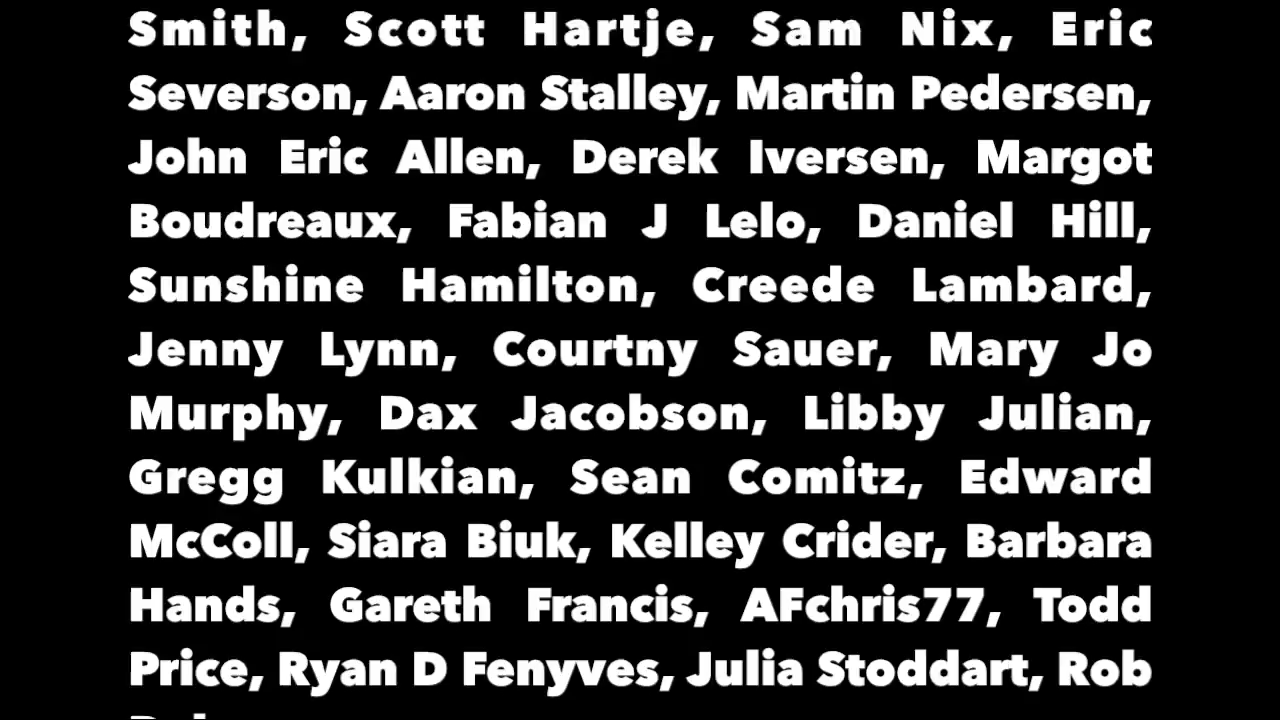 Smith, Scott Hartje, Sam Nix, Eric
Severson, Aaron Stalley, Martin Pedersen,
John Eric Allen, Derek Iversen, Margot
Boudreaux, Fabian J Lelo, Daniel Hill,
Sunshine Hamilton, Creede Lambard,
Jenny Lynn, Courtny Sauer, Mary Jo
Murphy, Dax Jacobson, Libby Julian,
Gregg Kulkian, Sean Comitz, Edward
McColl, Siara Biuk, Kelley Crider, Barbara
Hands, Gareth Francis, AFchris77, Todd
Price, Ryan D Fenyves, Julia Stoddart, Rob